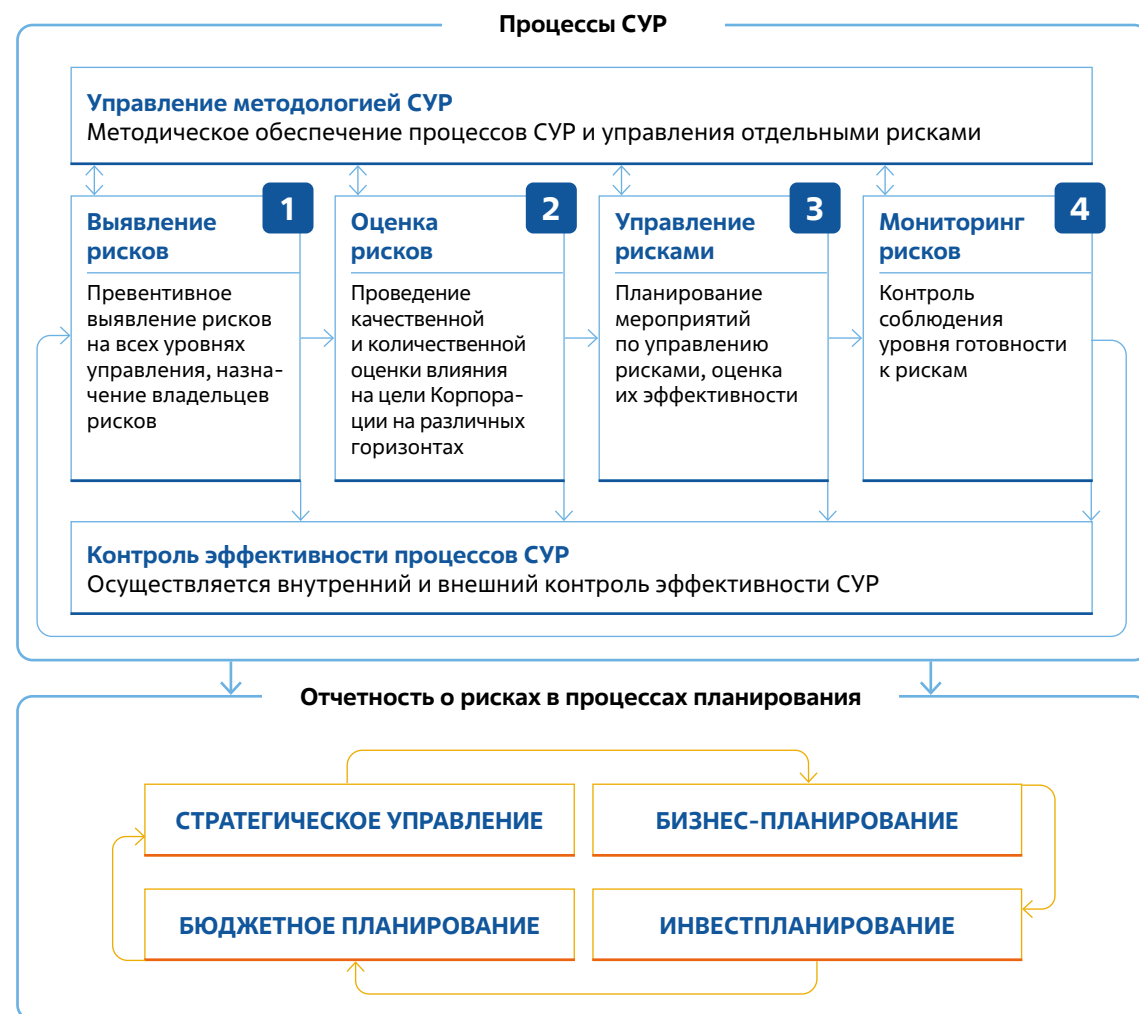 Процессы СУР
Управление методологией СУР
Методическое обеспечение процессов СУР и управления отдельными рисками
1
Выявление
рисков
Превентивное
выявление рисков
на всех уровнях
управления, назна-
чение владельцев
рисков
2
Оценка
рисков
Проведение
качественной
и количественной
оценки влияния
на цели Корпора-
ции на различных
горизонтах
3
Управление
рисками
Планирование
мероприятий
по управлению
рисками, оценка
их эффективности
4
Мониторинг
рисков
Контроль
соблюдения
уровня готовности
к рискам
Контроль эффективности процессов СУР
Осуществляется внутренний и внешний контроль эффективности СУР
Отчетность о рисках в процессах планирования
СТРАТЕГИЧЕСКОЕ УПРАВЛЕНИЕ
БИЗНЕС-ПЛАНИРОВАНИЕ
БЮДЖЕТНОЕ ПЛАНИРОВАНИЕ
ИНВЕСТПЛАНИРОВАНИЕ